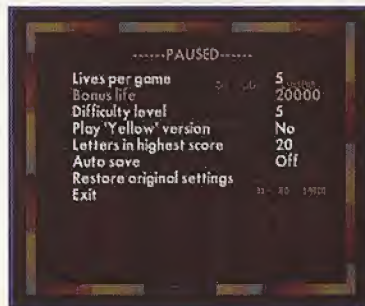 ------PAUSED------
Lives per game 5
Bonus life 20000
Difficulty level 5
Play 'Yellow' version No
Letters in highest score 20
Auto save Off
Restore original settings
Exit